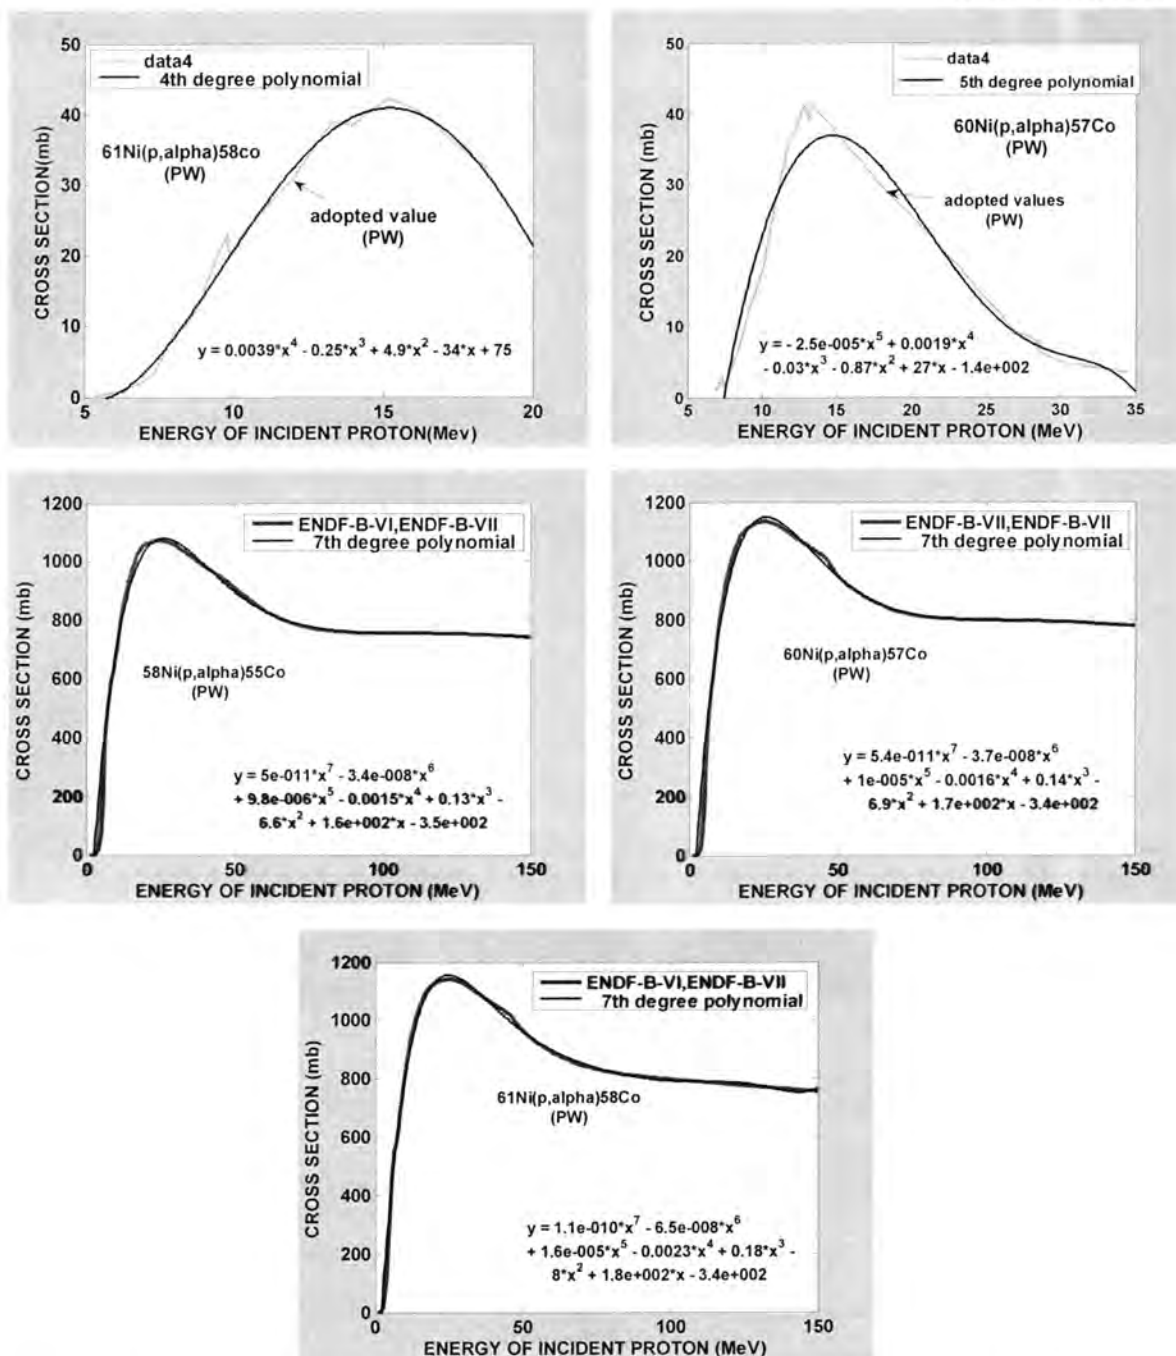 50
40
30
20
10
0
5
10
15
20
CROSS SECTION(mb)
ENERGY OF INCIDENT PROTON(Mev)
data4
4th degree polynomial
61Ni(p,alpha)58co
(PW)
adopted value
(PW)
y = 0.0039*x^4 - 0.25*x^3 + 4.9*x^2 - 34*x + 75
50
40
30
20
10
0
5
10
15
20
25
30
35
CROSS SECTION (mb)
ENERGY OF INCIDENT PROTON (MeV)
data4
5th degree polynomial
60Ni(p,alpha)57Co
(PW)
adopted values
(PW)
y = - 2.5e-005*x^5 + 0.0019*x^4
- 0.03*x^3 - 0.87*x^2 + 27*x - 1.4e+002
1200
1000
800
600
400
200
0
0
50
100
150
CROSS SECTION (mb)
ENERGY OF INCIDENT PROTON (MeV)
ENDF-B-VI,ENDF-B-VII
7th degree polynomial
58Ni(p,alpha)55Co
(PW)
y = 5e-011*x^7 - 3.4e-008*x^6
+ 9.8e-006*x^5 - 0.0015*x^4 + 0.13*x^3 -
6.6*x^2 + 1.6e+002*x - 3.5e+002
1200
1000
800
600
400
200
0
0
50
100
150
CROSS SECTION (mb)
ENERGY OF INCIDENT PROTON (MeV)
ENDF-B-VII,ENDF-B-VII
7th degree polynomial
60Ni(p,alpha)57Co
(PW)
y = 5.4e-011*x^7 - 3.7e-008*x^6
+ 1e-005*x^5 - 0.0016*x^4 + 0.14*x^3 -
6.9*x^2 + 1.7e+002*x - 3.4e+002
1200
1000
800
600
400
200
0
0
50
100
150
CROSS SECTION (mb)
ENERGY OF INCIDENT PROTON (MeV)
ENDF-B-VI,ENDF-B-VII
7th degree polynomial
61Ni(p,alpha)58Co
(PW)
y = 1.1e-010*x^7 - 6.5e-008*x^6
+ 1.6e-005*x^5 - 0.0023*x^4 + 0.18*x^3 -
8*x^2 + 1.8e+002*x - 3.4e+002